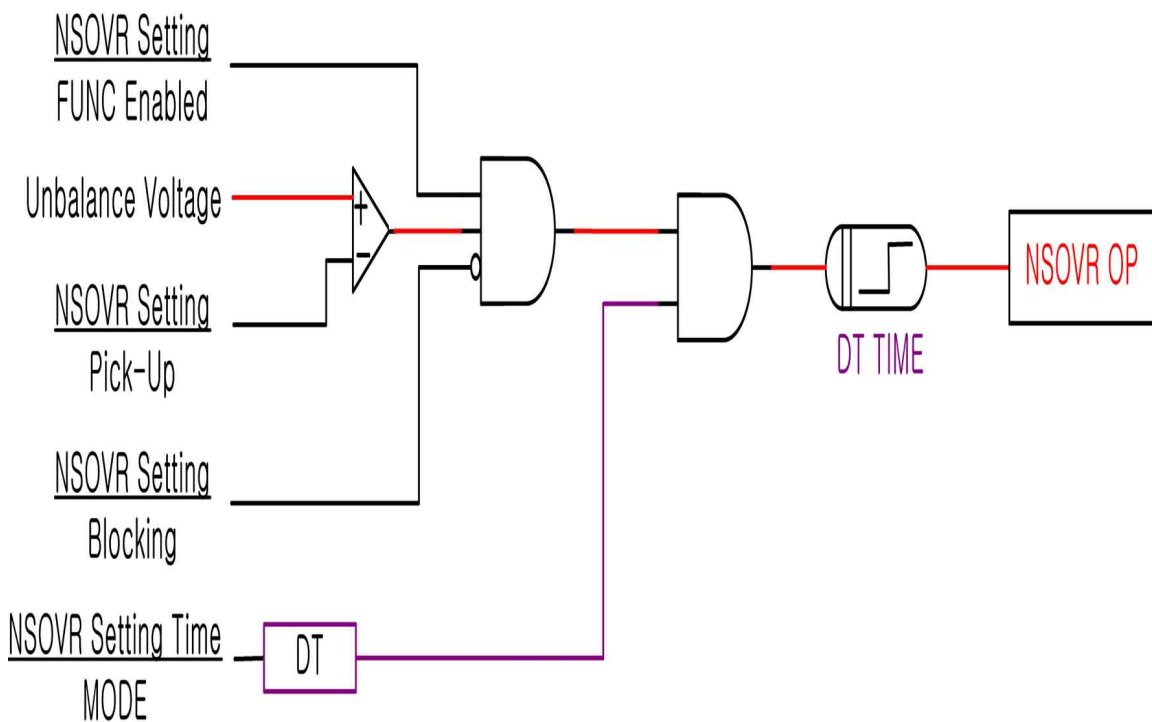 NSOVR Setting
FUNC Enabled
Unbalance Voltage
+
−
NSOVR Setting
Pick-Up
NSOVR Setting
Blocking
NSOVR Setting Time
MODE
DT
DT TIME
NSOVR OP